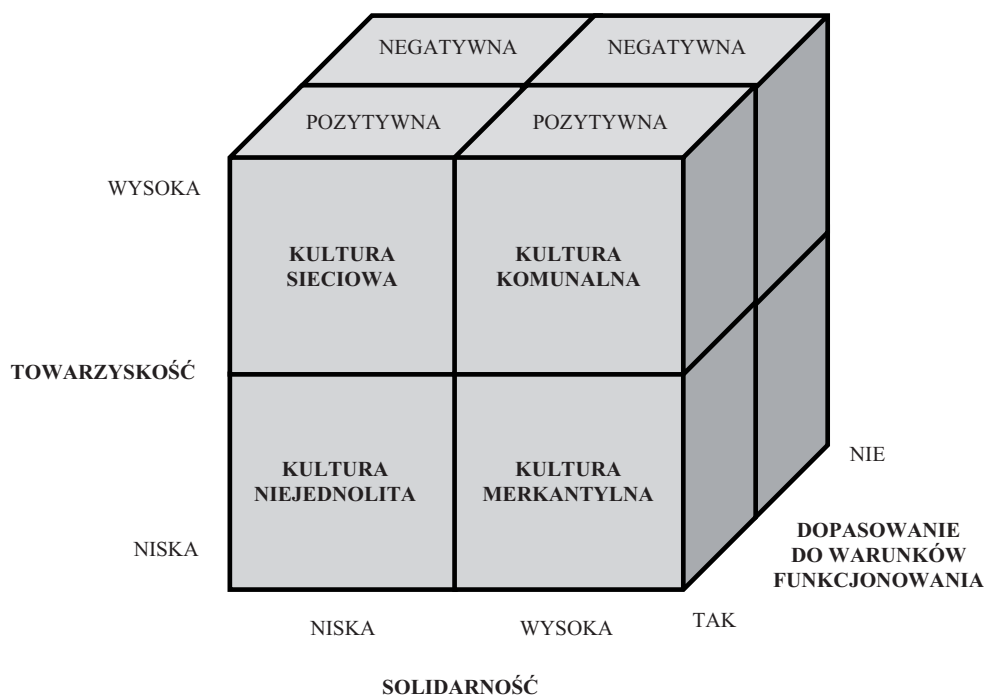 NEGATYWNA NEGATYWNA
POZYTYWNA POZYTYWNA
WYSOKA
KULTURA
SIECIOWA
KULTURA
KOMUNALNA
TOWARZYSKOŚĆ
KULTURA
NIEJEDNOLITA
KULTURA
MERKANTYLNA
NIE
NISKA
DOPASOWANIE
DO WARUNKÓW
FUNKCJONOWANIA
NISKA WYSOKA TAK
SOLIDARNOŚĆ